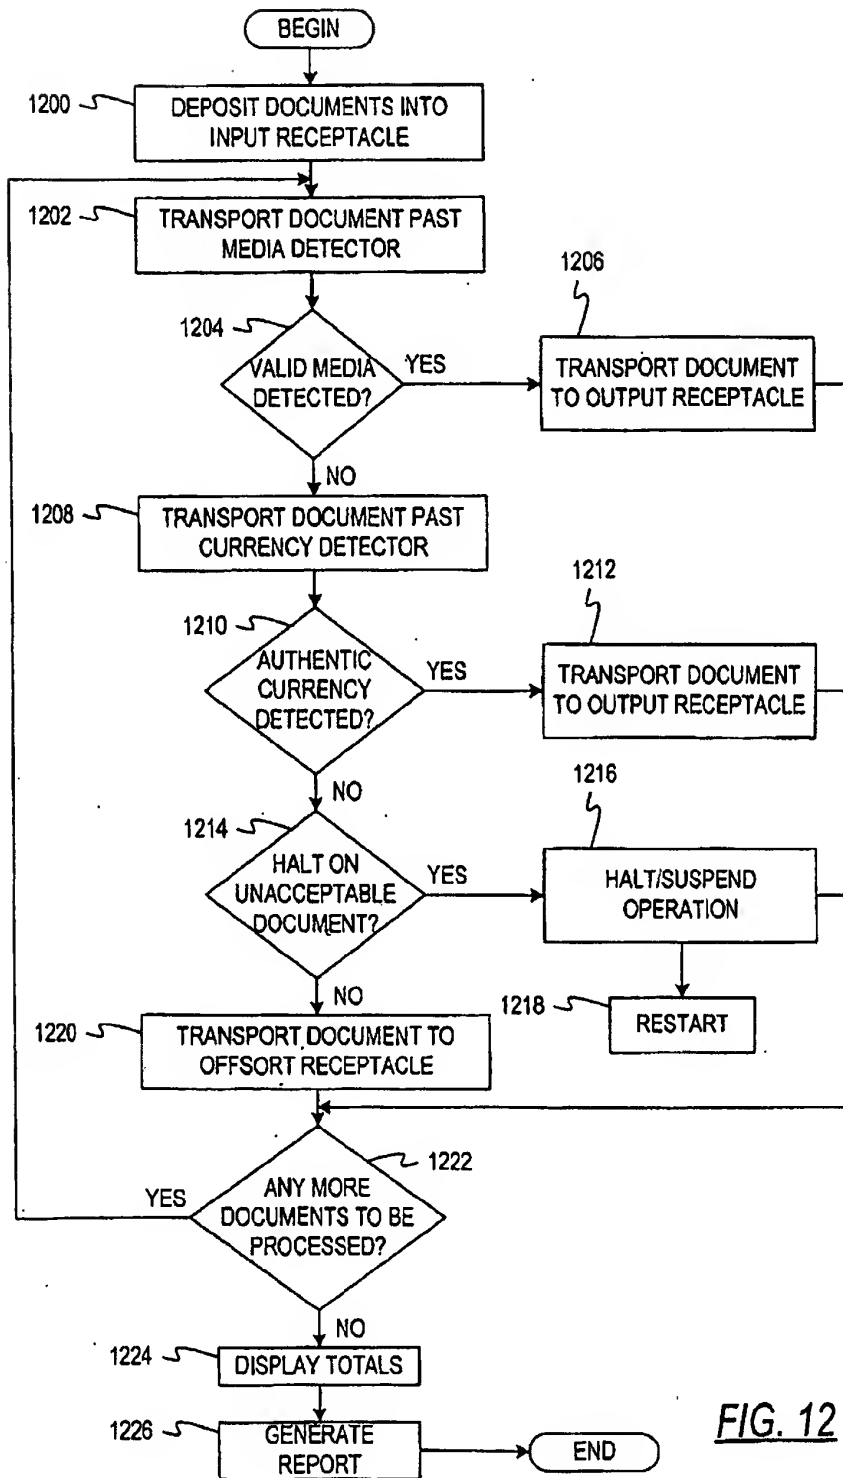 BEGIN
1200
DEPOSIT DOCUMENTS INTO
INPUT RECEPTACLE
1202
TRANSPORT DOCUMENT PAST
MEDIA DETECTOR
1204
VALID MEDIA
DETECTED?
YES
1206
TRANSPORT DOCUMENT
TO OUTPUT RECEPTACLE
NO
1208
TRANSPORT DOCUMENT PAST
CURRENCY DETECTOR
1210
AUTHENTIC
CURRENCY
DETECTED?
YES
1212
TRANSPORT DOCUMENT
TO OUTPUT RECEPTACLE
NO
1214
HALT ON
UNACCEPTABLE
DOCUMENT?
YES
1216
HALT/SUSPEND
OPERATION
1218
RESTART
NO
1220
TRANSPORT DOCUMENT TO
OFFSORT RECEPTACLE
1222
ANY MORE
DOCUMENTS TO BE
PROCESSED?
YES
NO
1224
DISPLAY TOTALS
1226
GENERATE
REPORT
END
FIG. 12